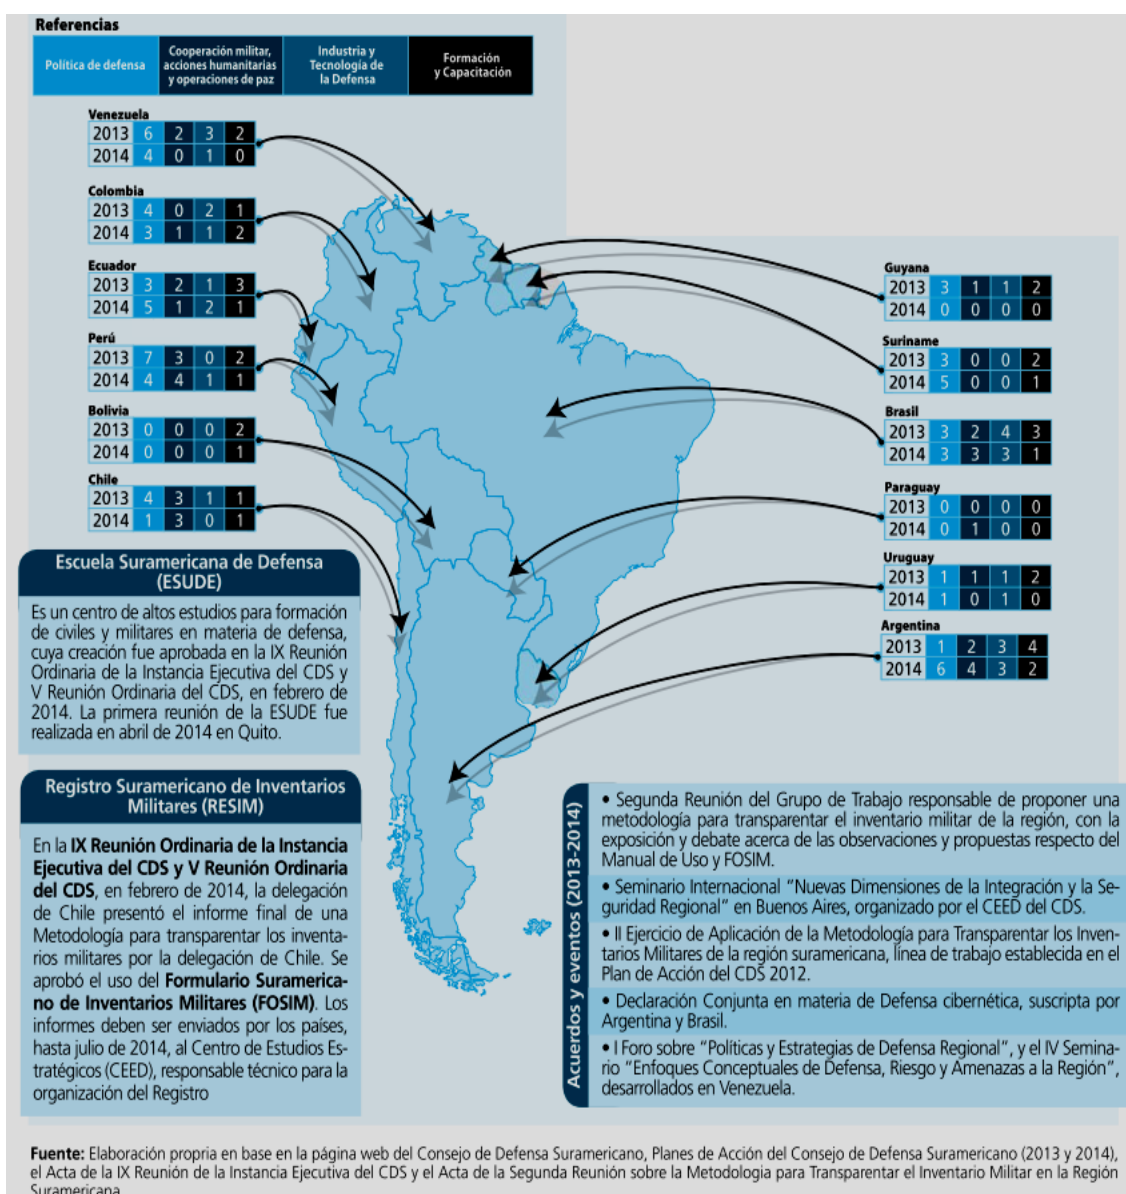 Referencias
Política de defensa
Cooperación militar,
acciones humanitarias
y operaciones de paz
Industria y
Tecnología de
la Defensa
Formación
y Capacitación
Venezuela
2013 6 2 3 2
2014 4 0 1 0
Colombia
2013 4 0 2 1
2014 3 1 1 2
Ecuador
2013 3 2 1 3
2014 5 1 2 1
Perú
2013 7 3 0 2
2014 4 4 1 1
Bolivia
2013 0 0 0 2
2014 0 0 0 1
Chile
2013 4 3 1 1
2014 1 3 0 1
Guyana
2013 3 1 1 2
2014 0 0 0 0
Suriname
2013 3 0 0 2
2014 5 0 0 1
Brasil
2013 3 2 4 3
2014 3 3 3 1
Paraguay
2013 0 0 0 0
2014 0 1 0 0
Uruguay
2013 1 1 1 2
2014 1 0 1 0
Argentina
2013 1 2 3 4
2014 6 4 3 2
Escuela Suramericana de Defensa
(ESUDE)
Es un centro de altos estudios para formación
de civiles y militares en materia de defensa,
cuya creación fue aprobada en la IX Reunión
Ordinaria de la Instancia Ejecutiva del CDS y
V Reunión Ordinaria del CDS, en febrero de
2014. La primera reunión de la ESUDE fue
realizada en abril de 2014 en Quito.
Registro Suramericano de Inventarios
Militares (RESIM)
En la IX Reunión Ordinaria de la Instancia
Ejecutiva del CDS y V Reunión Ordinaria
del CDS, en febrero de 2014, la delegación
de Chile presentó el informe final de una
Metodología para transparentar los inventa-
rios militares por la delegación de Chile. Se
aprobó el uso del Formulario Suramerica-
no de Inventarios Militares (FOSIM). Los
informes deben ser enviados por los países,
hasta julio de 2014, al Centro de Estudios Es-
tratégicos (CEED), responsable técnico para la
organización del Registro
Acuerdos y eventos (2013-2014)
• Segunda Reunión del Grupo de Trabajo responsable de proponer una
metodología para transparentar el inventario militar de la región, con la
exposición y debate acerca de las observaciones y propuestas respecto del
Manual de Uso y FOSIM.
• Seminario Internacional “Nuevas Dimensiones de la Integración y la Se-
guridad Regional” en Buenos Aires, organizado por el CEED del CDS.
• II Ejercicio de Aplicación de la Metodología para Transparentar los Inven-
tarios Militares de la región suramericana, línea de trabajo establecida en el
Plan de Acción del CDS 2012.
• Declaración Conjunta en materia de Defensa cibernética, suscripta por
Argentina y Brasil.
• I Foro sobre “Políticas y Estrategias de Defensa Regional”, y el IV Semina-
rio “Enfoques Conceptuales de Defensa, Riesgo y Amenazas a la Región”,
desarrollados en Venezuela.
Fuente: Elaboración propria en base en la página web del Consejo de Defensa Suramericano, Planes de Acción del Consejo de Defensa Suramericano (2013 y 2014),
el Acta de la IX Reunión de la Instancia Ejecutiva del CDS y el Acta de la Segunda Reunión sobre la Metodologia para Transparentar el Inventario Militar en la Región
Suramericana